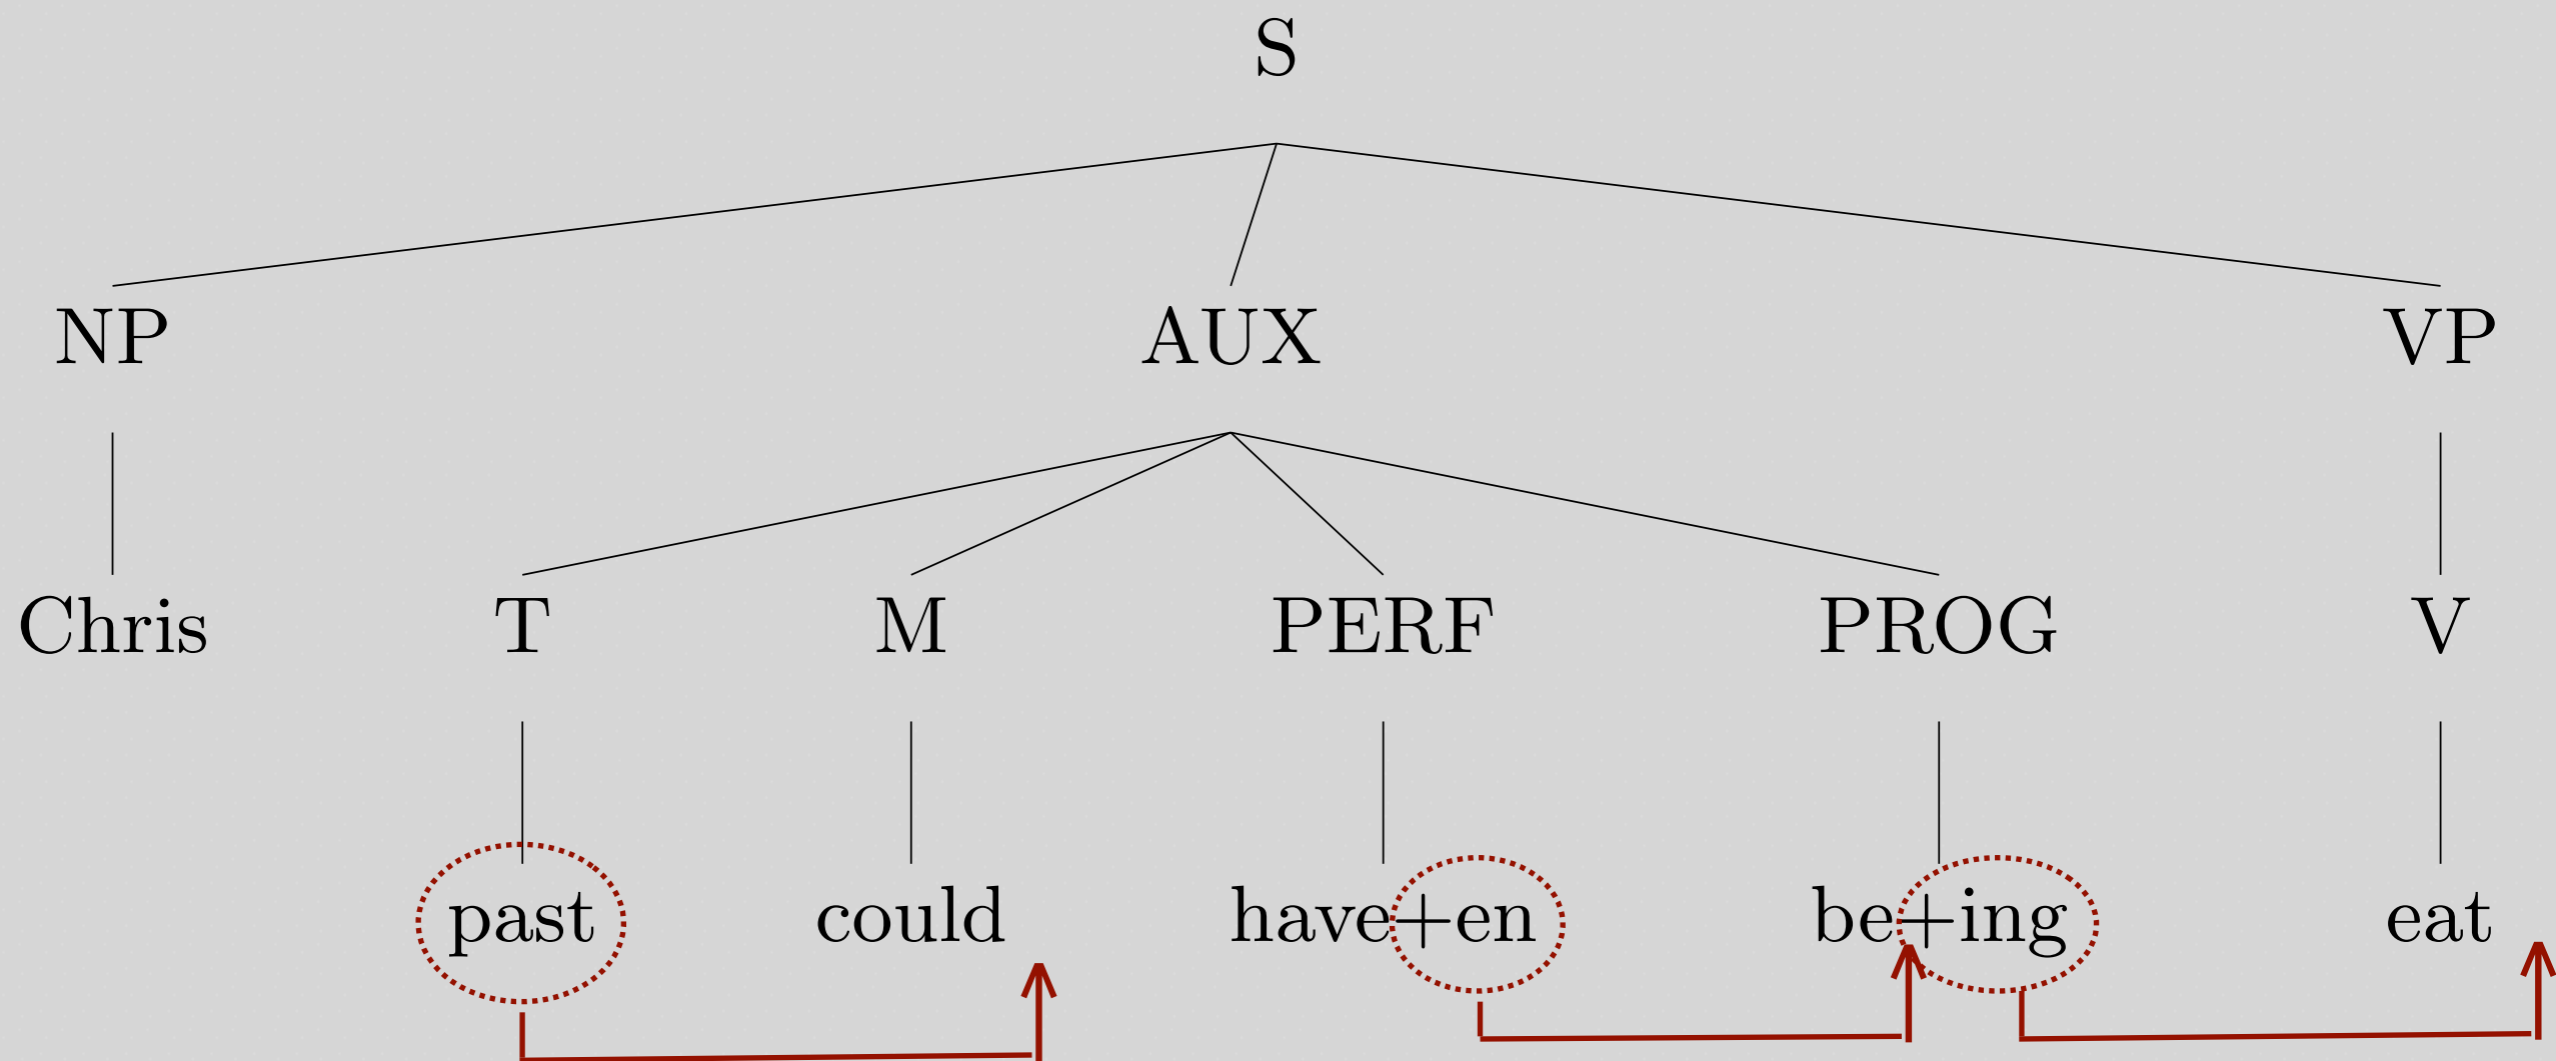 S
NP AUX VP
Chris T M PERF PROG V
past could have+en be+ing eat